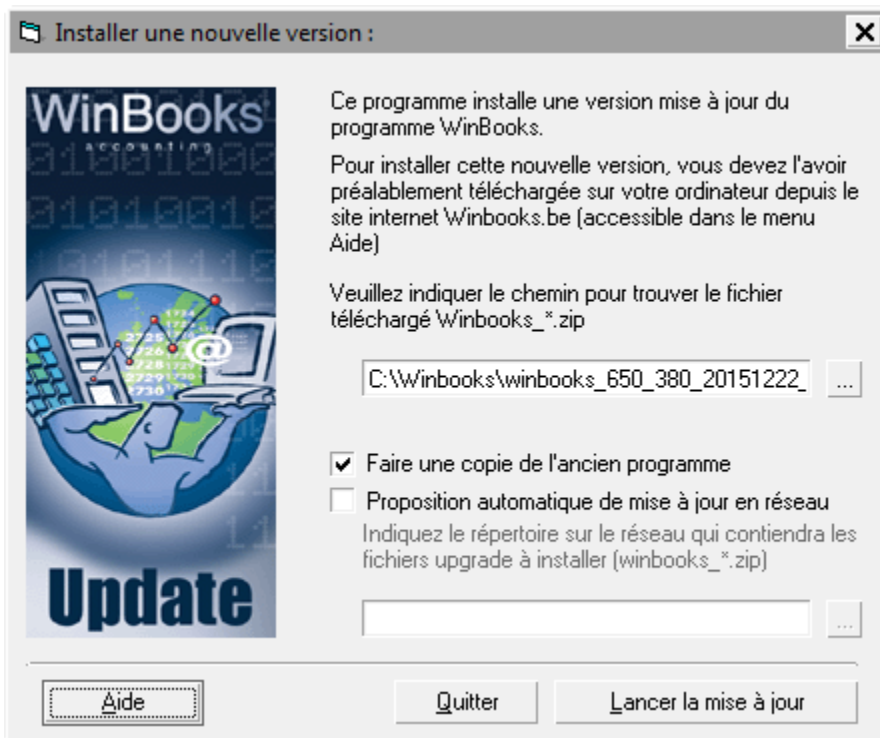 Installer une nouvelle version :
WinBooks
accounting
Ce programme installe une version mise à jour du
programme WinBooks.
Pour installer cette nouvelle version, vous devez l'avoir
préalablement téléchargée sur votre ordinateur depuis le
site internet Winbooks.be (accessible dans le menu
Aide)
Veuillez indiquer le chemin pour trouver le fichier
téléchargé Winbooks_*.zip
C:\Winbooks\winbooks_650_380_20151222_
...
Faire une copie de l'ancien programme
Proposition automatique de mise à jour en réseau
Indiquez le répertoire sur le réseau qui contiendra les
fichiers upgrade à installer (winbooks_*.zip)
...
Update
Aide
Quitter
Lancer la mise à jour